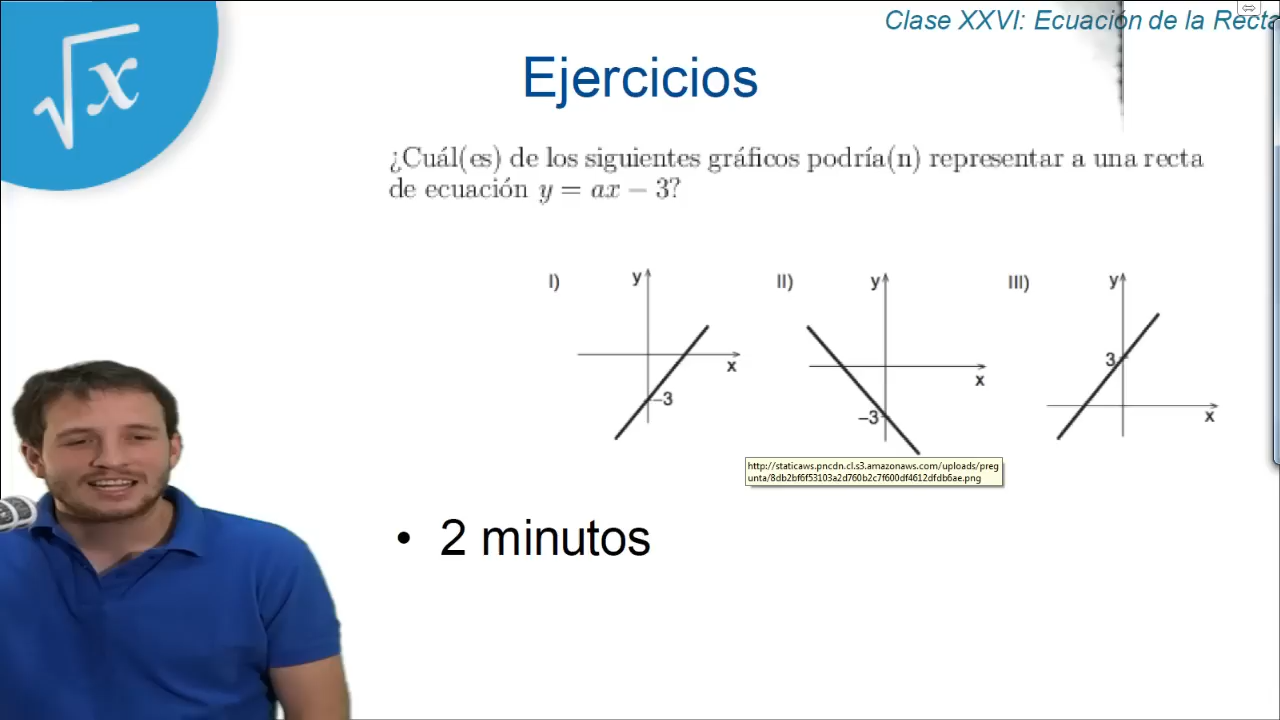 Clase XXVI: Ecuación de la Recta
√x
Ejercicios
¿Cuál(es) de los siguientes gráficos podría(n) representar a una recta
de ecuación y = ax − 3?
I) y x −3
II) y x −3
III) y x 3
http://staticaws.pncdn.cl.s3.amazonaws.com/uploads/preg
unta/8db2bf6f53103a2d760b2c7f600df4612dfdb6ae.png
• 2 minutos